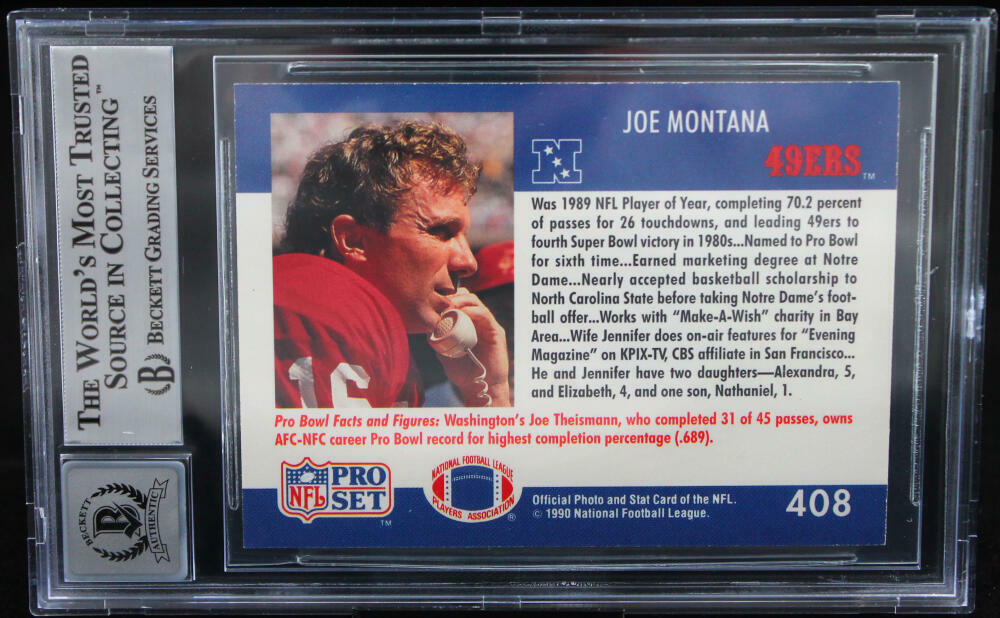 THE WORLD'S MOST TRUSTED
SOURCE IN COLLECTING™
BECKETT GRADING SERVICES
B
BECKETT
AUTHENTIC
JOE MONTANA
N
49ERS™
Was 1989 NFL Player of Year, completing 70.2 percent
of passes for 26 touchdowns, and leading 49ers to
fourth Super Bowl victory in 1980s...Named to Pro Bowl
for sixth time...Earned marketing degree at Notre
Dame...Nearly accepted basketball scholarship to
North Carolina State before taking Notre Dame's foot-
ball offer...Works with "Make-A-Wish" charity in Bay
Area...Wife Jennifer does on-air features for "Evening
Magazine" on KPIX-TV, CBS affiliate in San Francisco...
He and Jennifer have two daughters—Alexandra, 5,
and Elizabeth, 4, and one son, Nathaniel, 1.
16
Pro Bowl Facts and Figures: Washington's Joe Theismann, who completed 31 of 45 passes, owns
AFC-NFC career Pro Bowl record for highest completion percentage (.689).
NFL
PRO
SET
™
NATIONAL FOOTBALL LEAGUE
PLAYERS ASSOCIATION
®
Official Photo and Stat Card of the NFL.
© 1990 National Football League.
408